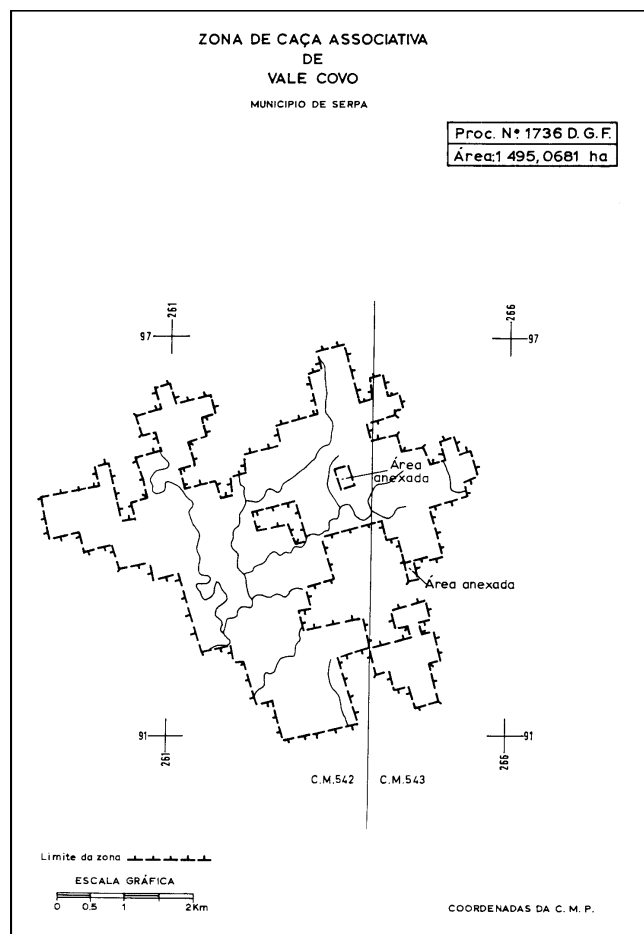 ZONA DE CAÇA ASSOCIATIVA
DE
VALE COVO
MUNICIPIO DE SERPA
Proc. Nº 1736 D. G. F.
Área:1 495,0681 ha
261
97
266
97
Área
anexada
Área anexada
91
261
91
266
C.M.542
C.M.543
Limite da zona
ESCALA GRÁFICA
0 0.5 1 2Km
COORDENADAS DA C. M. P.